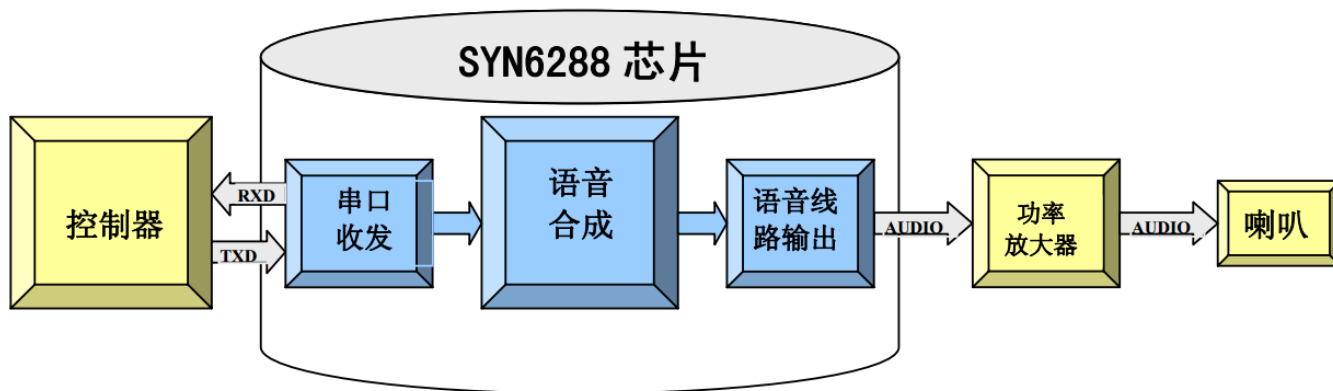 SYN6288 芯片
控制器
RXD
TXD
串口
收发
语音
合成
语音线
路输出
AUDIO
功率
放大器
AUDIO
喇叭